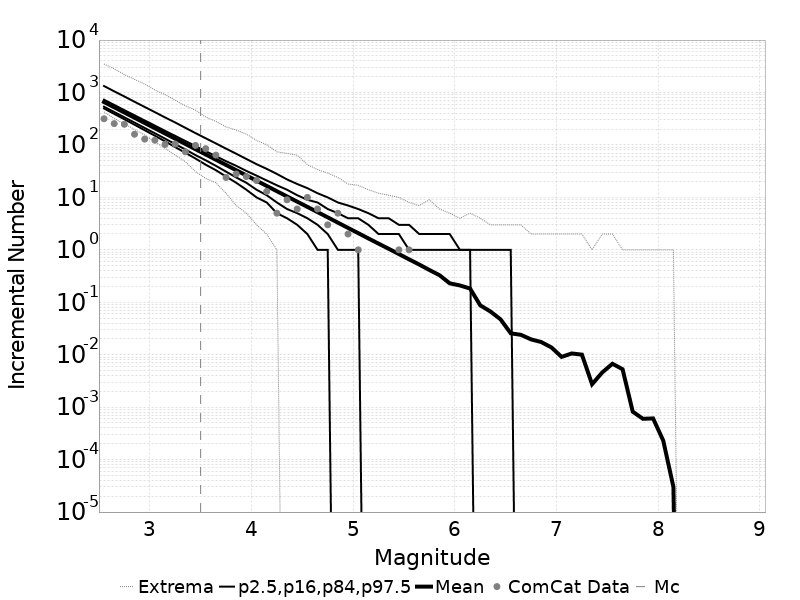 10^4
10^3
10^2
10^1
10^0
10^-1
10^-2
10^-3
10^-4
10^-5
Incremental Number
3 4 5 6 7 8 9
Magnitude
Extrema p2.5,p16,p84,p97.5 Mean ComCat Data Mc